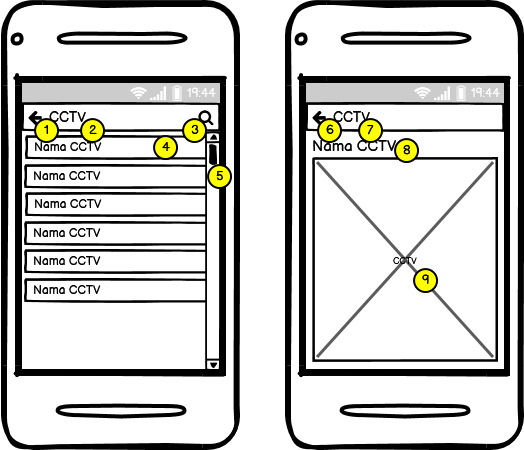 19:44
CCTV
1 2 3
Nama CCTV 4
Nama CCTV 5
Nama CCTV
Nama CCTV
Nama CCTV
Nama CCTV
19:44
CCTV
6 7
Nama CCTV 8
CCTV
9